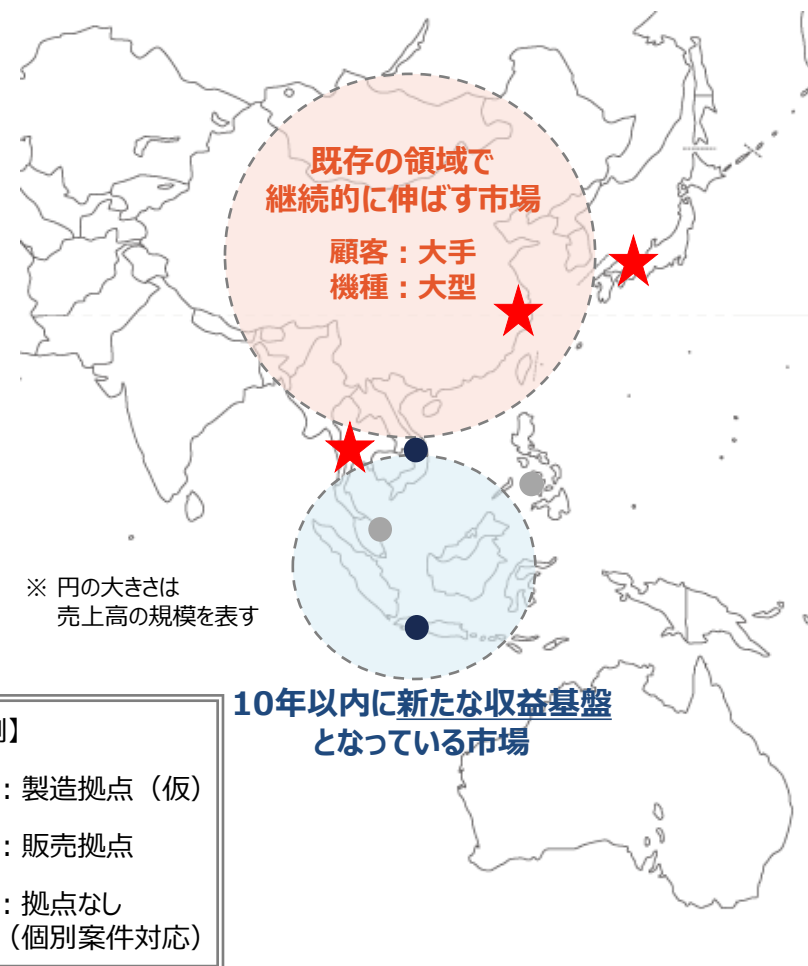 既存の領域で
継続的に伸ばす市場
顧客：大手
機種：大型
※ 円の大きさは
売上高の規模を表す
10年以内に新たな収益基盤
となっている市場
】
：製造拠点（仮）
：販売拠点
：拠点なし
（個別案件対応）